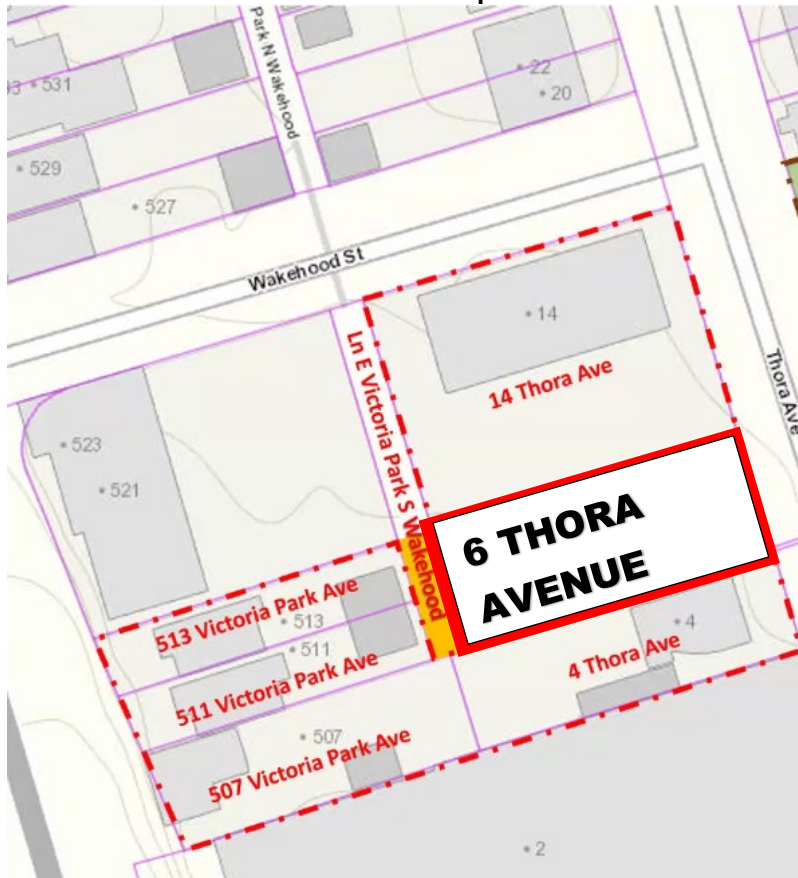 Park N Wakehood
22
20
531
529
527
Wakehood St
14
14 Thora Ave
Thora Ave
Ln E Victoria Park S Wakehood
523
521
6 THORA
AVENUE
513 Victoria Park Ave
513
511
511 Victoria Park Ave
4
4 Thora Ave
507
507 Victoria Park Ave
2